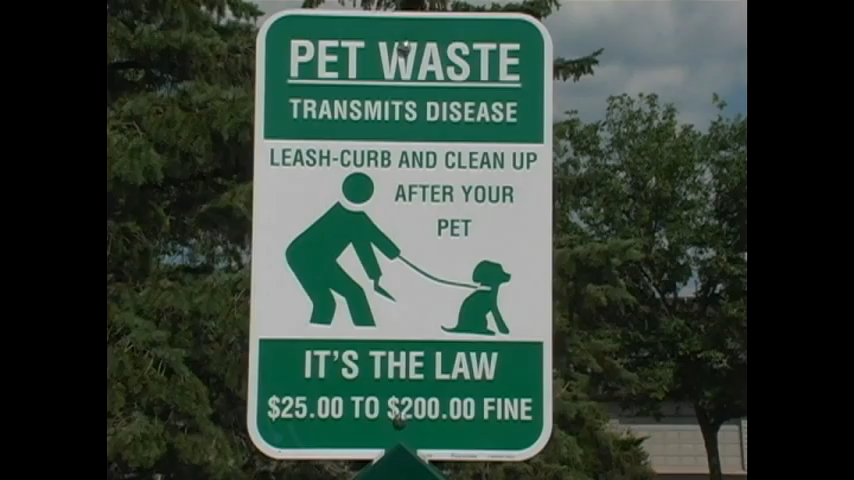 PET WASTE
TRANSMITS DISEASE
LEASH-CURB AND CLEAN UP
AFTER YOUR
PET
IT'S THE LAW
$25.00 TO $200.00 FINE